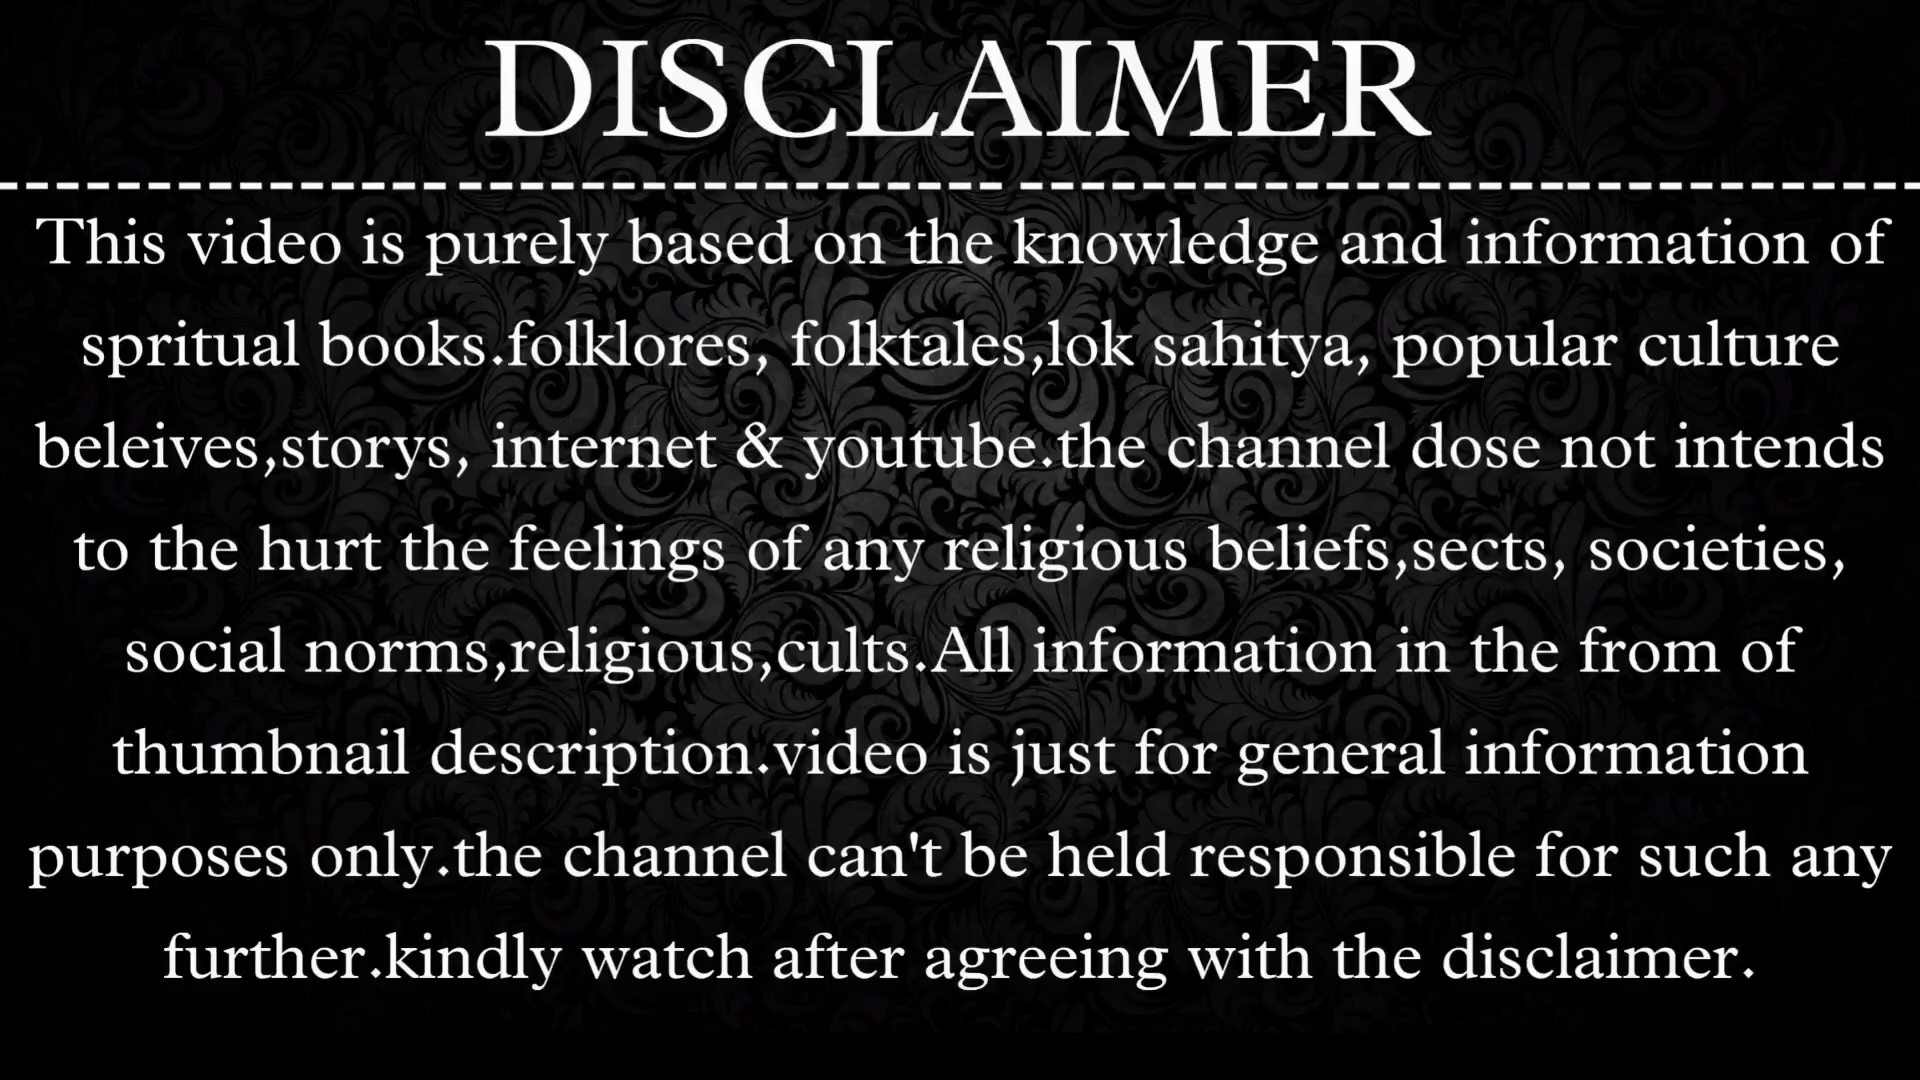 DISCLAIMER
This video is purely based on the knowledge and information of
spritual books.folklores, folktales,lok sahitya, popular culture
beleives,storys, internet & youtube.the channel dose not intends
to the hurt the feelings of any religious beliefs,sects, societies,
social norms,religious,cults.All information in the from of
thumbnail description.video is just for general information
purposes only.the channel can't be held responsible for such any
further.kindly watch after agreeing with the disclaimer.